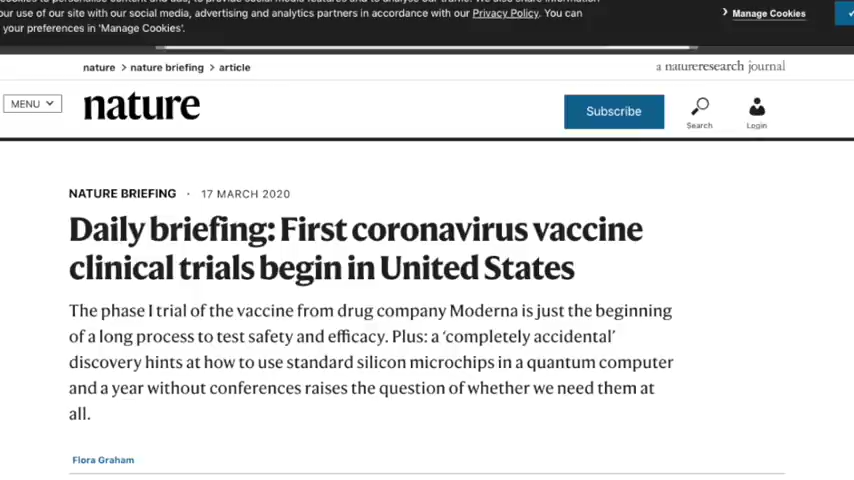 our use of our site with our social media, advertising and analytics partners in accordance with our Privacy Policy. You can
your preferences in 'Manage Cookies'.
Manage Cookies
nature > nature briefing > article
a natureresearch journal
MENU
nature
Subscribe
Search
Login
NATURE BRIEFING · 17 MARCH 2020
Daily briefing: First coronavirus vaccine
clinical trials begin in United States
The phase I trial of the vaccine from drug company Moderna is just the beginning
of a long process to test safety and efficacy. Plus: a ‘completely accidental’
discovery hints at how to use standard silicon microchips in a quantum computer
and a year without conferences raises the question of whether we need them at
all.
Flora Graham